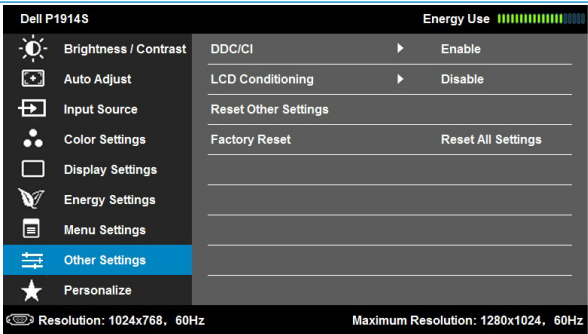 Dell P1914S Energy Use
Brightness / Contrast DDC/CI Enable
Auto Adjust LCD Conditioning Disable
Input Source Reset Other Settings
Color Settings Factory Reset Reset All Settings
Display Settings
Energy Settings
Menu Settings
Other Settings
Personalize
Resolution: 1024x768, 60Hz Maximum Resolution: 1280x1024, 60Hz